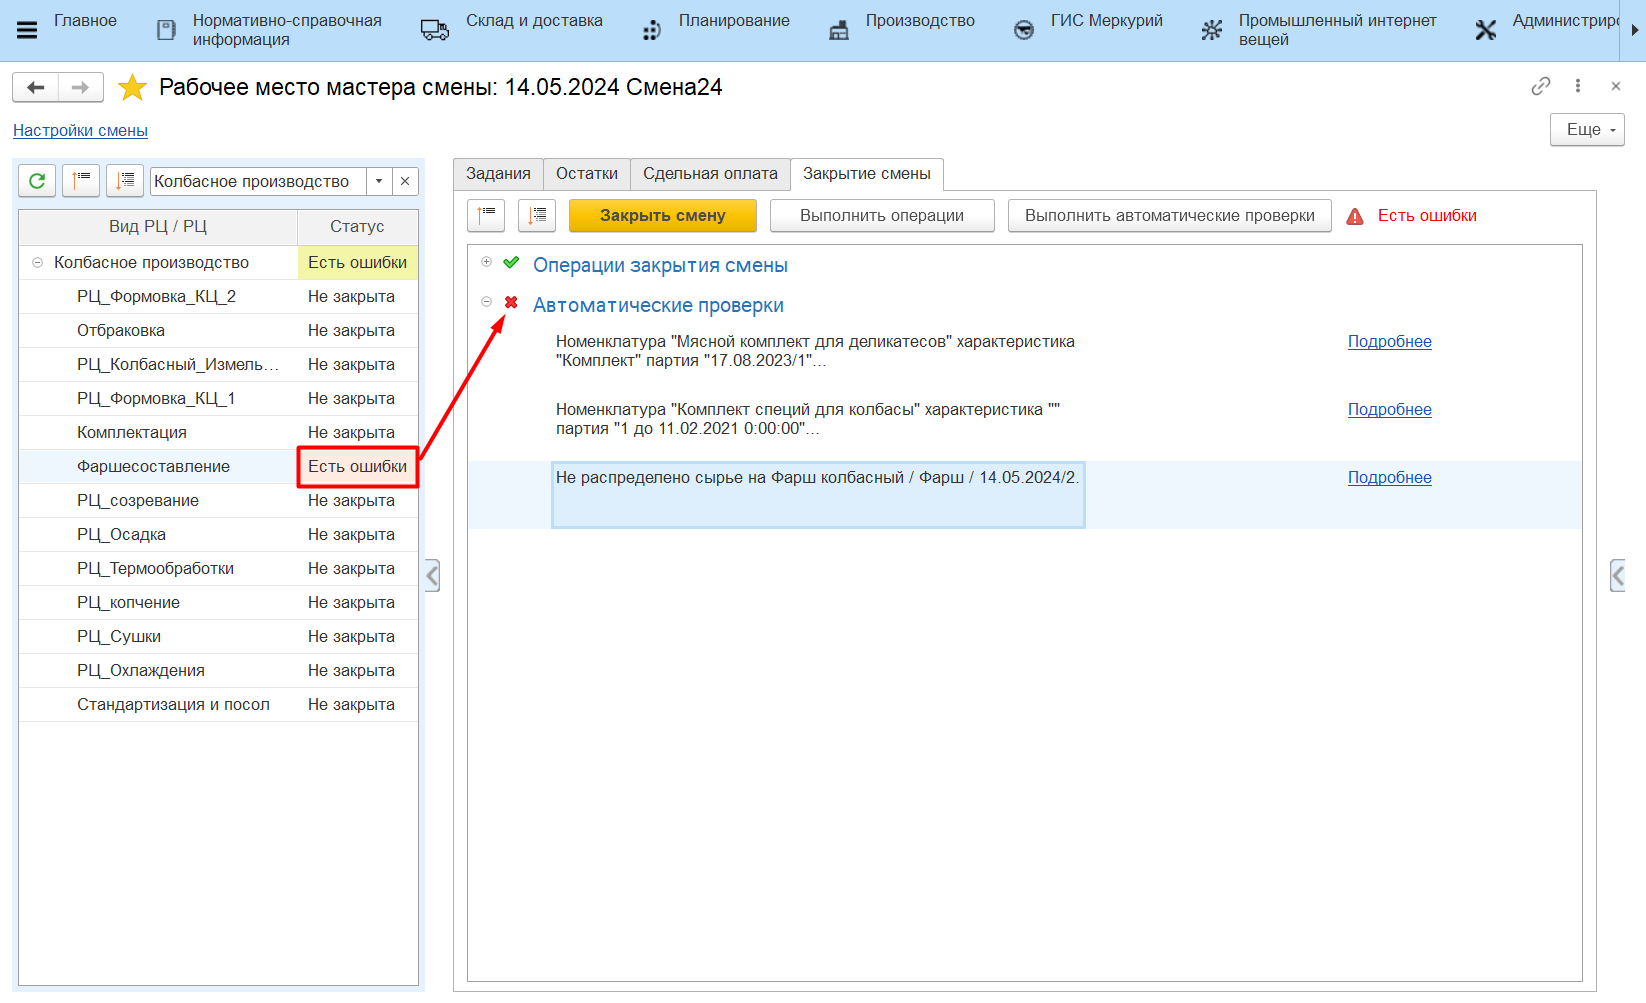 Главное
Нормативно-справочная
информация
Склад и доставка
Планирование
Производство
ГИС Меркурий
Промышленный интернет
вещей
Администриро
Рабочее место мастера смены: 14.05.2024 Смена24
Настройки смены
Еще
Колбасное производство
Задания
Остатки
Сдельная оплата
Закрытие смены
Закрыть смену
Выполнить операции
Выполнить автоматические проверки
Есть ошибки
Вид РЦ / РЦ
Статус
Колбасное производство
Есть ошибки
РЦ_Формовка_КЦ_2
Не закрыта
Отбраковка
Не закрыта
РЦ_Колбасный_Измель...
Не закрыта
РЦ_Формовка_КЦ_1
Не закрыта
Комплектация
Не закрыта
Фаршесоставление
Есть ошибки
РЦ_созревание
Не закрыта
РЦ_Осадка
Не закрыта
РЦ_Термообработки
Не закрыта
РЦ_копчение
Не закрыта
РЦ_Сушки
Не закрыта
РЦ_Охлаждения
Не закрыта
Стандартизация и посол
Не закрыта
Операции закрытия смены
Автоматические проверки
Номенклатура "Мясной комплект для деликатесов" характеристика
"Комплект" партия "17.08.2023/1"...
Подробнее
Номенклатура "Комплект специй для колбасы" характеристика ""
партия "1 до 11.02.2021 0:00:00"...
Подробнее
Не распределено сырье на Фарш колбасный / Фарш / 14.05.2024/2.
Подробнее